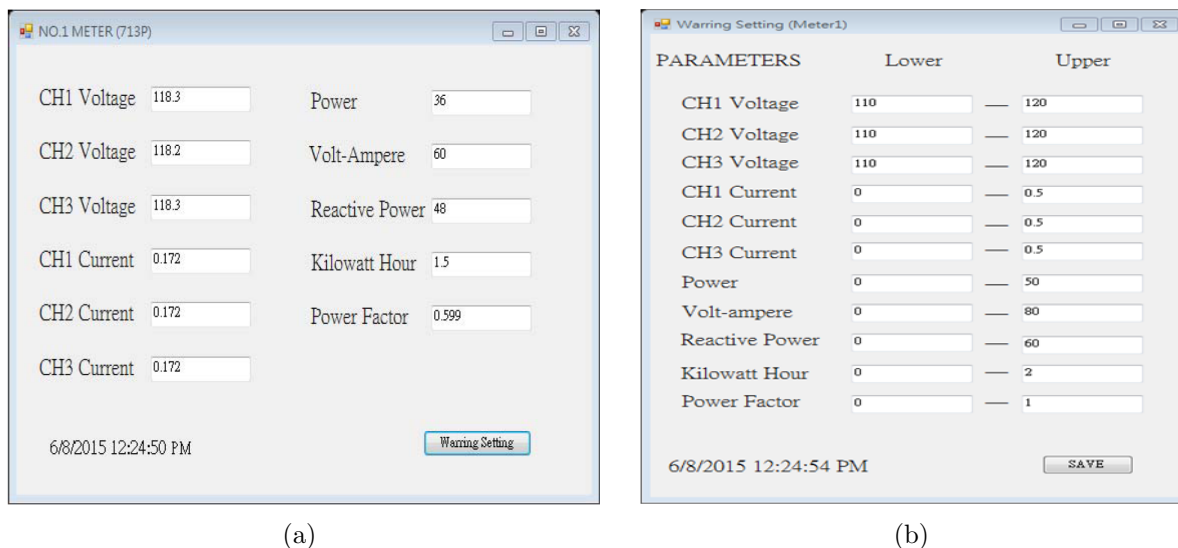 NO.1 METER (713P)
CH1 Voltage 118.3 Power 36
CH2 Voltage 118.2 Volt-Ampere 60
CH3 Voltage 118.3 Reactive Power 48
CH1 Current 0.172 Kilowatt Hour 1.5
CH2 Current 0.172 Power Factor 0.599
CH3 Current 0.172
6/8/2015 12:24:50 PM Warring Setting
(a)
Warring Setting (Meter1)
PARAMETERS Lower Upper
CH1 Voltage 110 — 120
CH2 Voltage 110 — 120
CH3 Voltage 110 — 120
CH1 Current 0 — 0.5
CH2 Current 0 — 0.5
CH3 Current 0 — 0.5
Power 0 — 50
Volt-ampere 0 — 80
Reactive Power 0 — 60
Kilowatt Hour 0 — 2
Power Factor 0 — 1
6/8/2015 12:24:54 PM SAVE
(b)